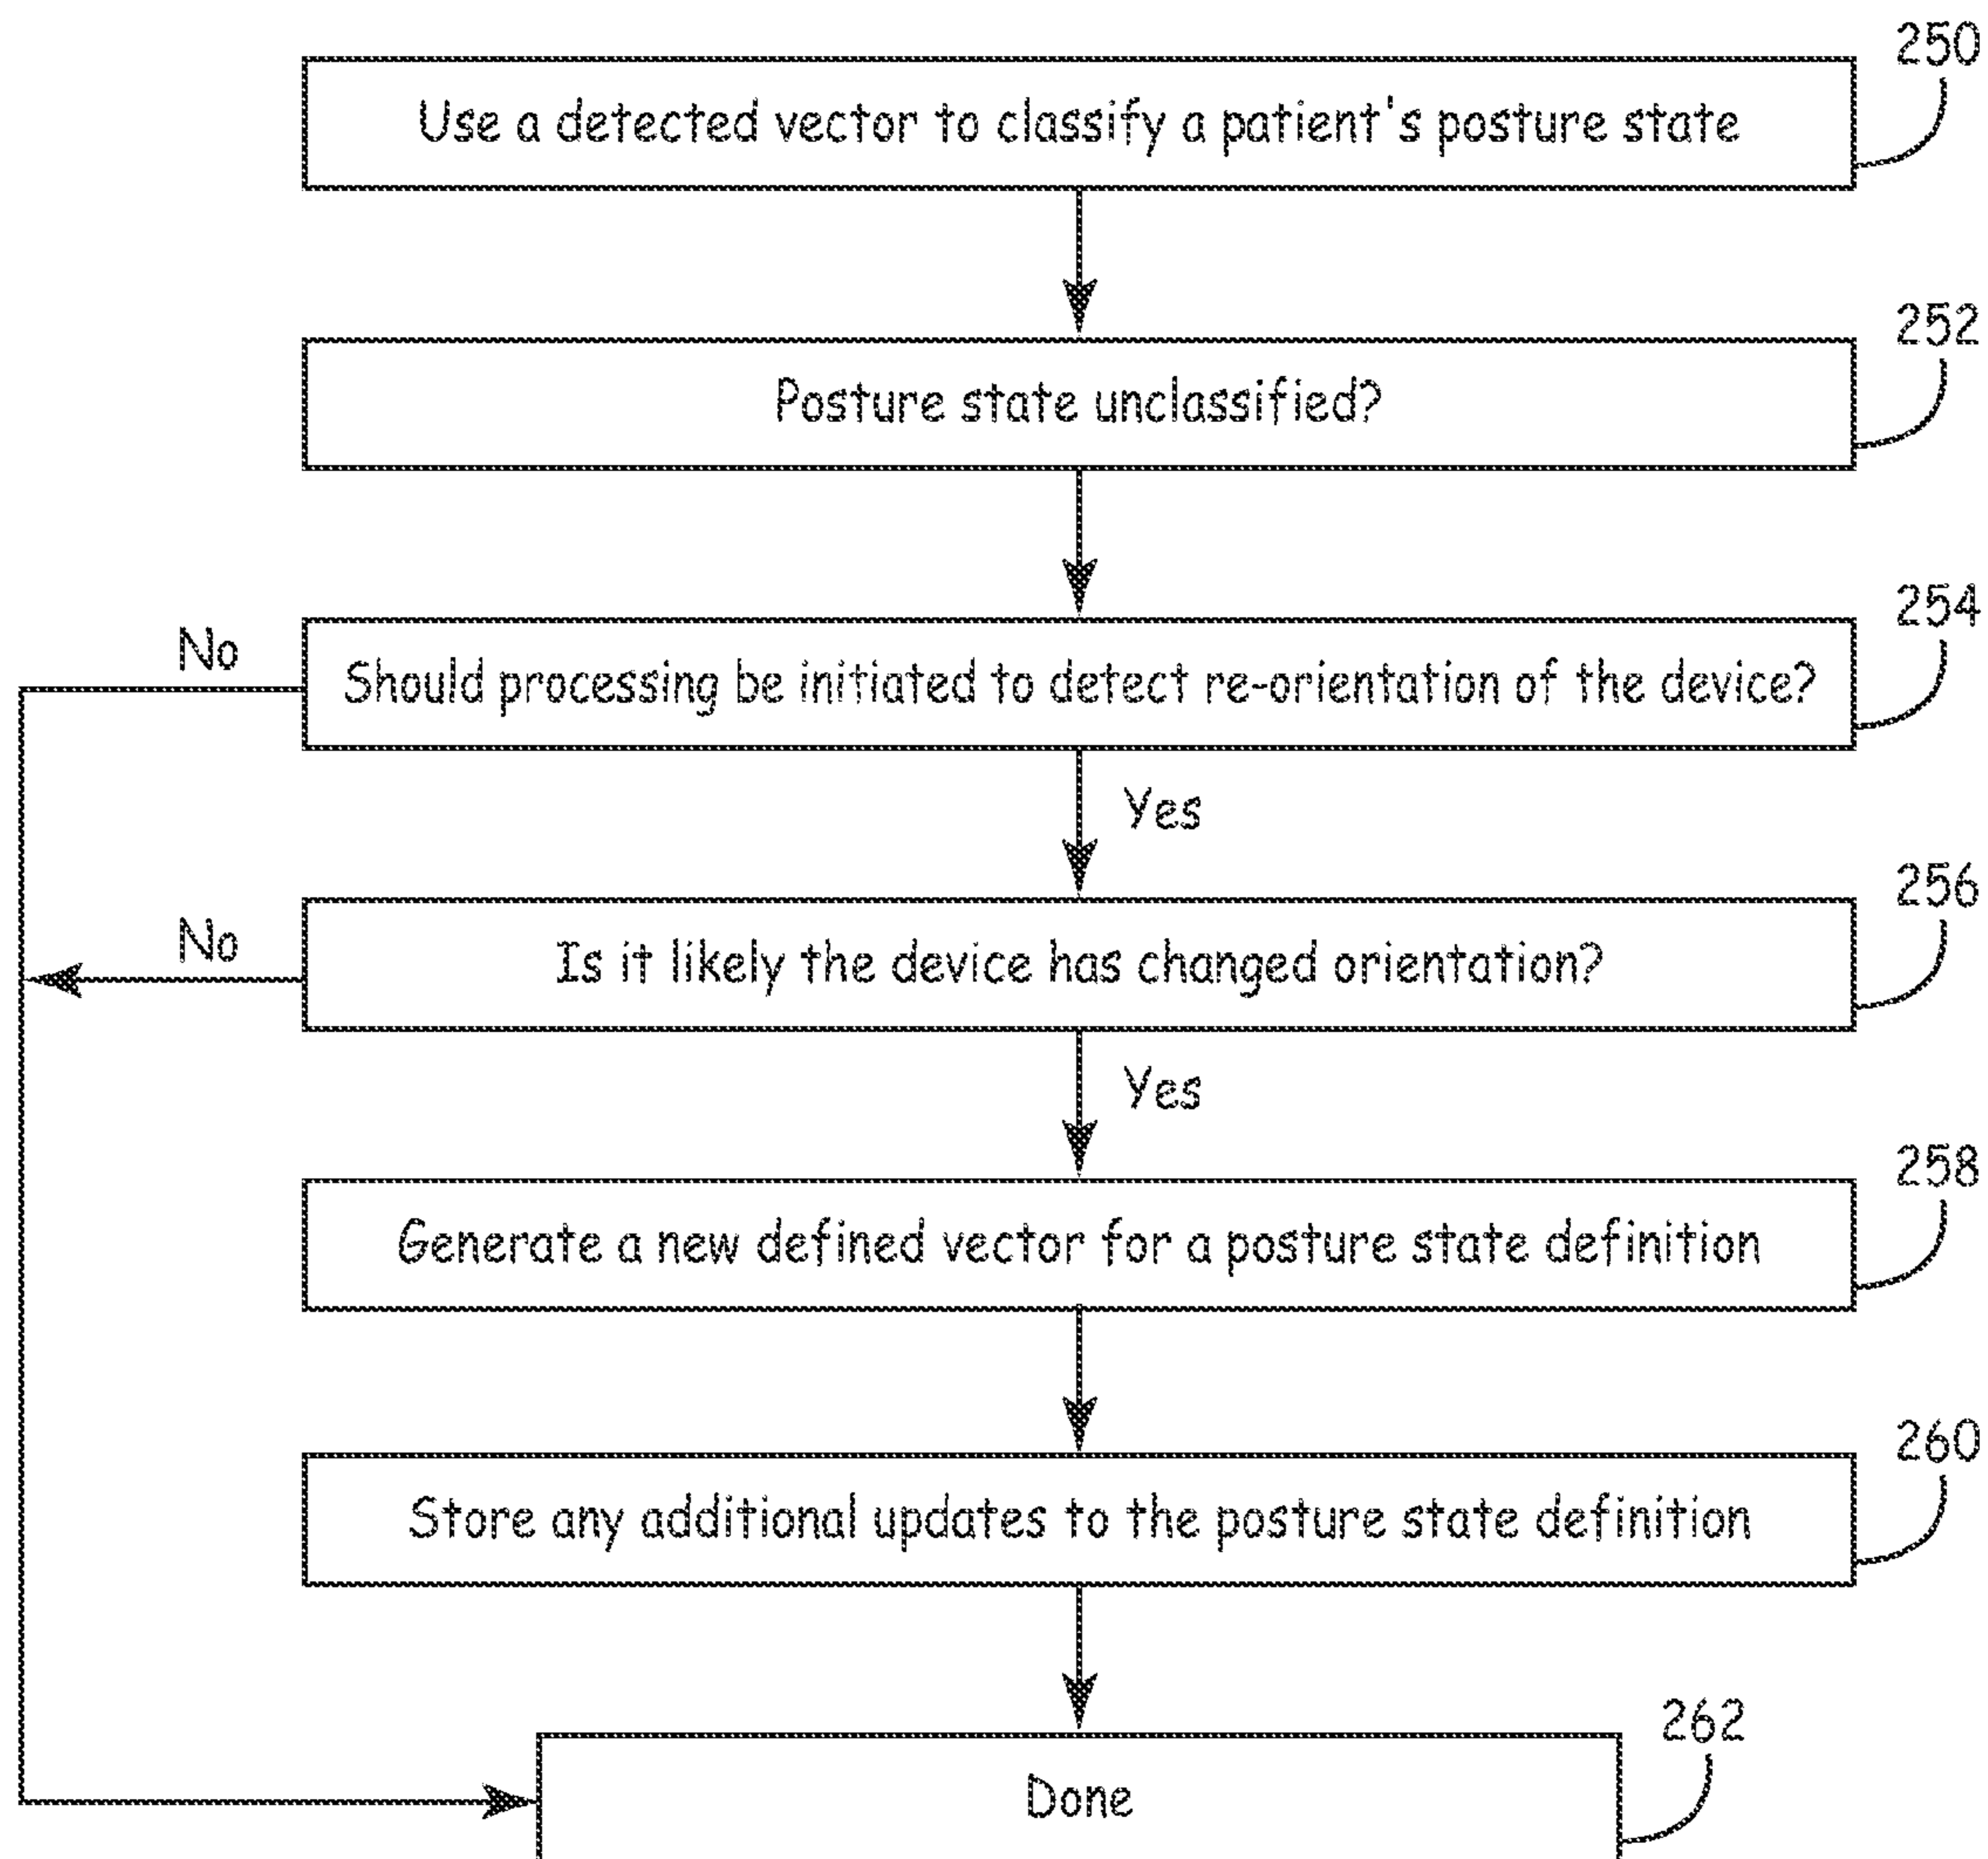 250
Use a detected vector to classify a patient's posture state
252
Posture state unclassified?
254
No
Should processing be initiated to detect re-orientation of the device?
Yes
256
No
Is it likely the device has changed orientation?
Yes
258
Generate a new defined vector for a posture state definition
260
Store any additional updates to the posture state definition
262
Done